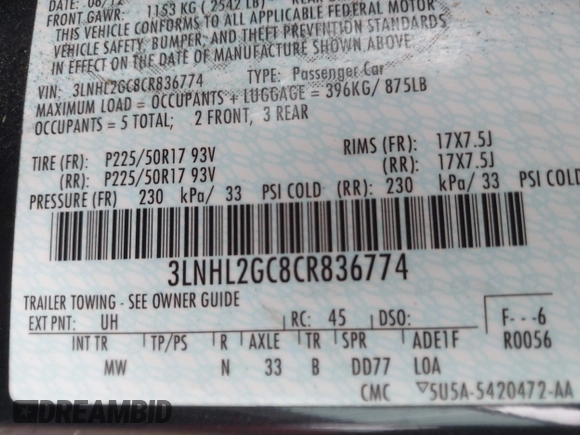 DATE: 06/12
FRONT GAWR: 1153 KG ( 2542 LB) REAR
THIS VEHICLE CONFORMS TO ALL APPLICABLE FEDERAL MOTOR
VEHICLE SAFETY, BUMPER, AND THEFT PREVENTION STANDARDS
IN EFFECT ON THE DATE OF MANUFACTURE SHOWN ABOVE.
VIN: 3LNHL2GC8CR836774 TYPE: Passenger Car
MAXIMUM LOAD = OCCUPANTS + LUGGAGE = 396KG/ 875LB
OCCUPANTS = 5 TOTAL; 2 FRONT, 3 REAR
TIRE (FR): P225/50R17 93V RIMS (FR): 17X7.5J
(RR): P225/50R17 93V (RR): 17X7.5J
PRESSURE (FR) 230 kPa/ 33 PSI COLD (RR): 230 kPa/ 33 PSI COLD
3LNHL2GC8CR836774
TRAILER TOWING - SEE OWNER GUIDE
EXT PNT: UH RC: 45 DSO: F---6
INT TR TP/PS R AXLE TR SPR ADE1F R0056
MW N 33 B DD77 LOA
CMC ▽5U5A-5420472-AA
DREAMBID